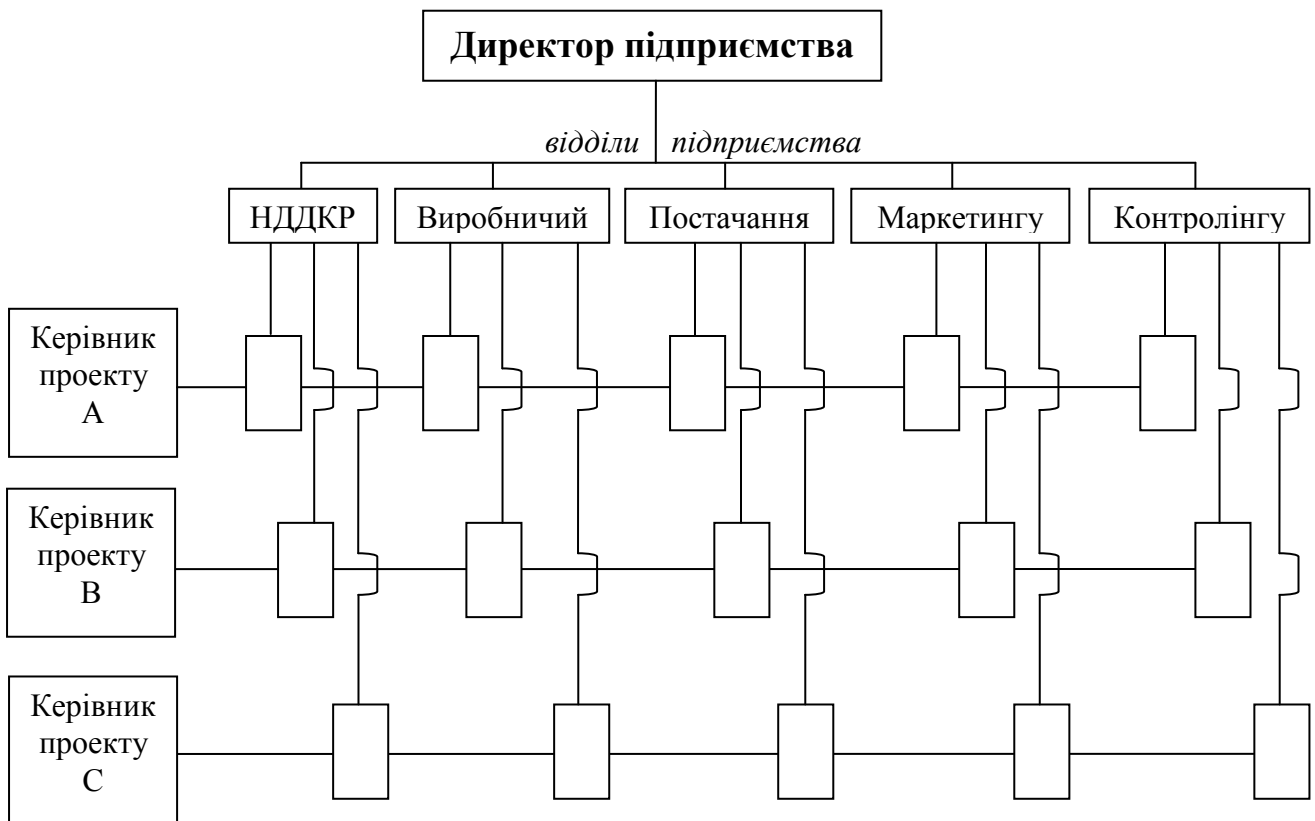 Директор підприємства
відділи підприємства
НДДКР
Виробничий
Постачання
Маркетингу
Контролінгу
Керівник
проекту
А
Керівник
проекту
В
Керівник
проекту
С